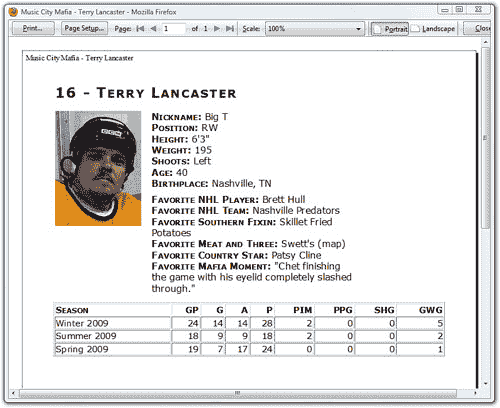 Music City Mafia - Terry Lancaster - Mozilla Firefox
Print... Page Setup... Page: 1 of 1 Scale: 100% Portrait Landscape Close
Music City Mafia - Terry Lancaster
16 - Terry Lancaster
Nickname: Big T
Position: RW
Height: 6'3"
Weight: 195
Shoots: Left
Age: 40
Birthplace: Nashville, TN
Favorite NHL Player: Brett Hull
Favorite NHL Team: Nashville Predators
Favorite Southern Fixin: Skillet Fried
Potatoes
Favorite Meat and Three: Swett's (map)
Favorite Country Star: Patsy Cline
Favorite Mafia Moment: "Chet finishing
the game with his eyelid completely slashed
through."
Season GP G A P PIM PPG SHG GWG
Winter 2009 24 14 14 28 2 0 0 5
Summer 2009 18 9 9 18 2 0 0 2
Spring 2009 19 7 17 24 0 0 0 1